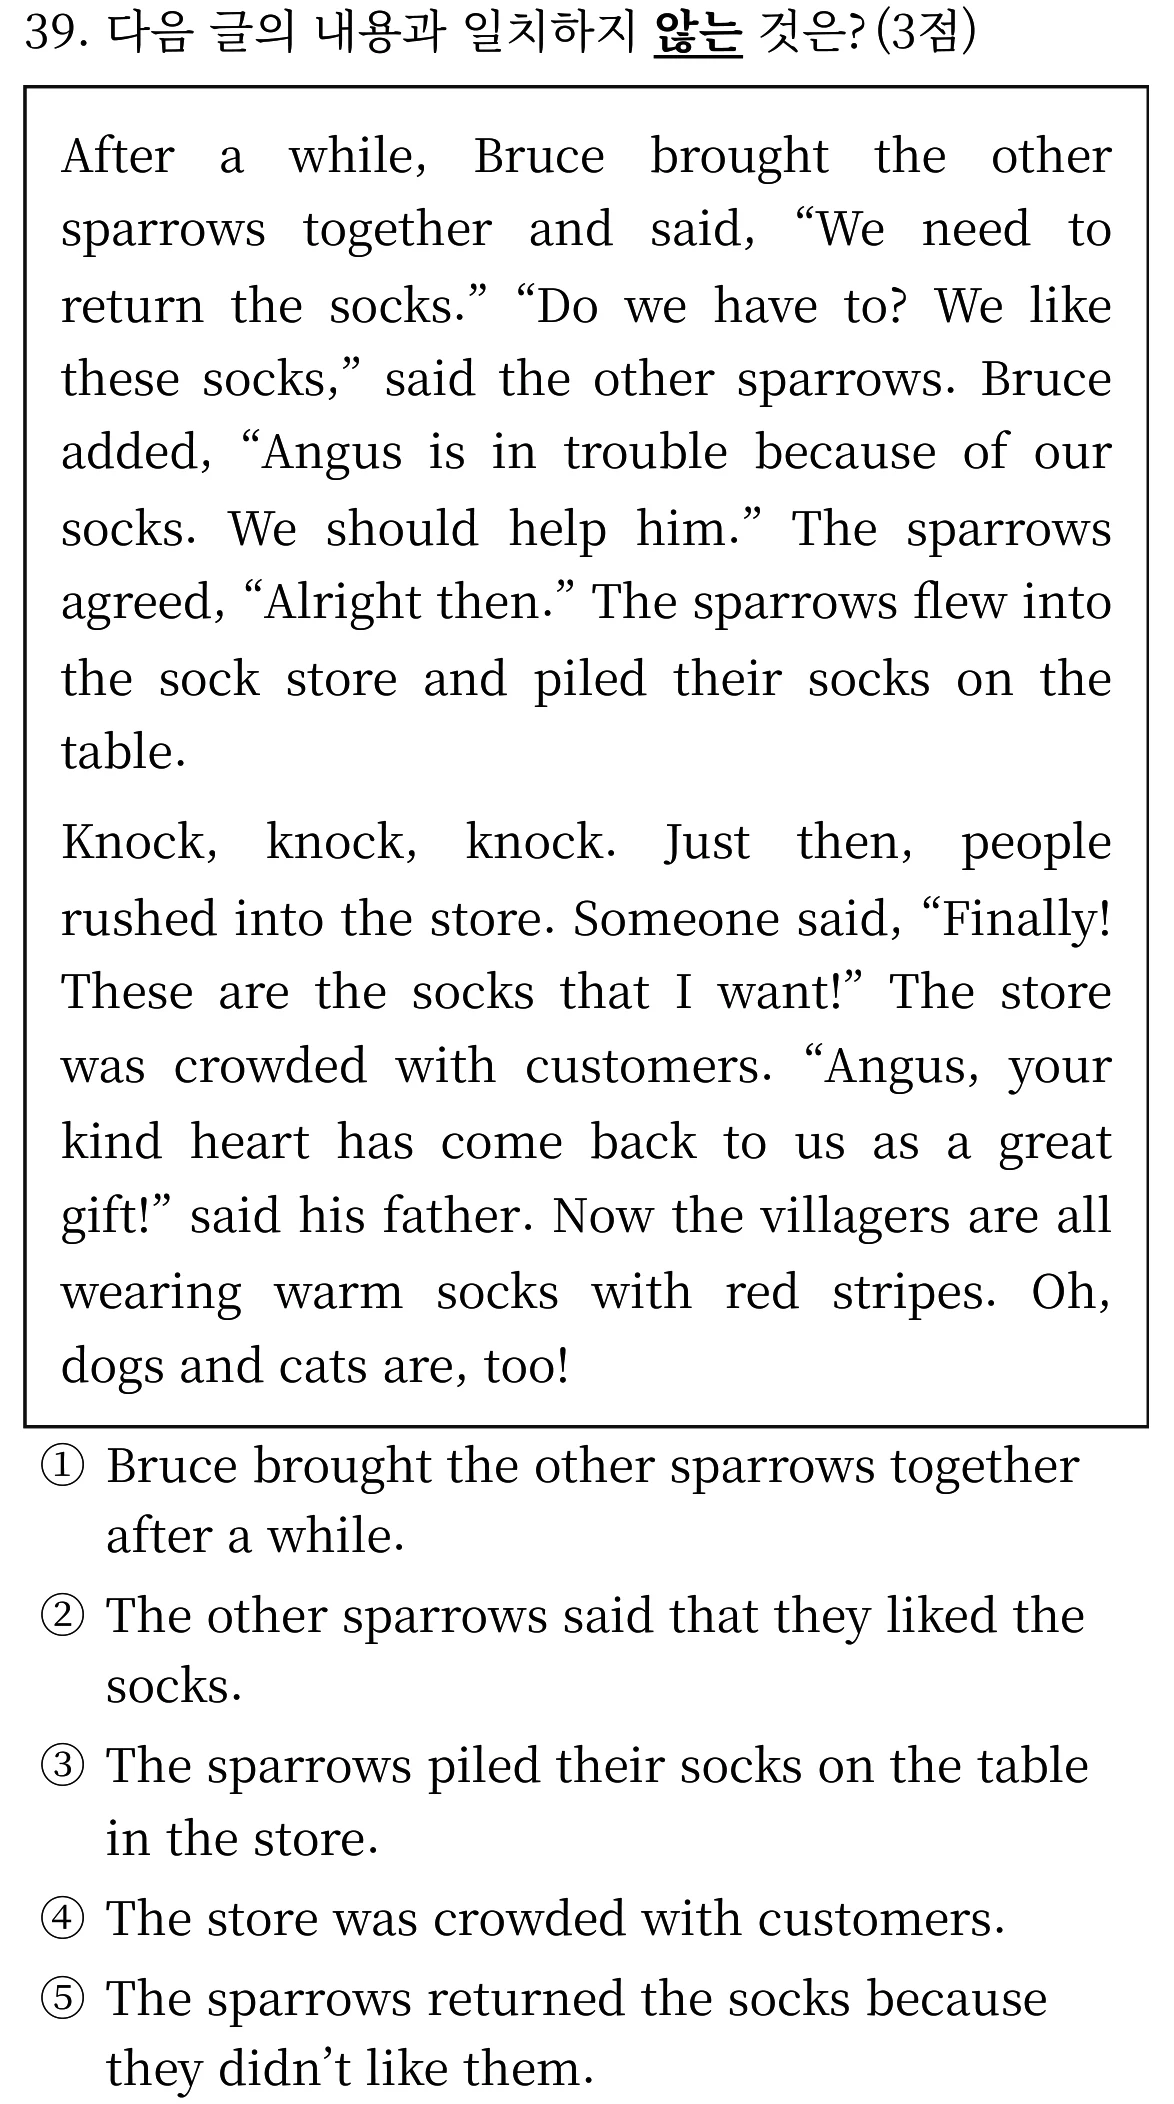 39. 다음 글의 내용과 일치하지 않는 것은?(3점)
After a while, Bruce brought the other
sparrows together and said, “We need to
return the socks.” “Do we have to? We like
these socks,” said the other sparrows. Bruce
added, “Angus is in trouble because of our
socks. We should help him.” The sparrows
agreed, “Alright then.” The sparrows flew into
the sock store and piled their socks on the
table.
Knock, knock, knock. Just then, people
rushed into the store. Someone said, “Finally!
These are the socks that I want!” The store
was crowded with customers. “Angus, your
kind heart has come back to us as a great
gift!” said his father. Now the villagers are all
wearing warm socks with red stripes. Oh,
dogs and cats are, too!
① Bruce brought the other sparrows together
after a while.
② The other sparrows said that they liked the
socks.
③ The sparrows piled their socks on the table
in the store.
④ The store was crowded with customers.
⑤ The sparrows returned the socks because
they didn’t like them.